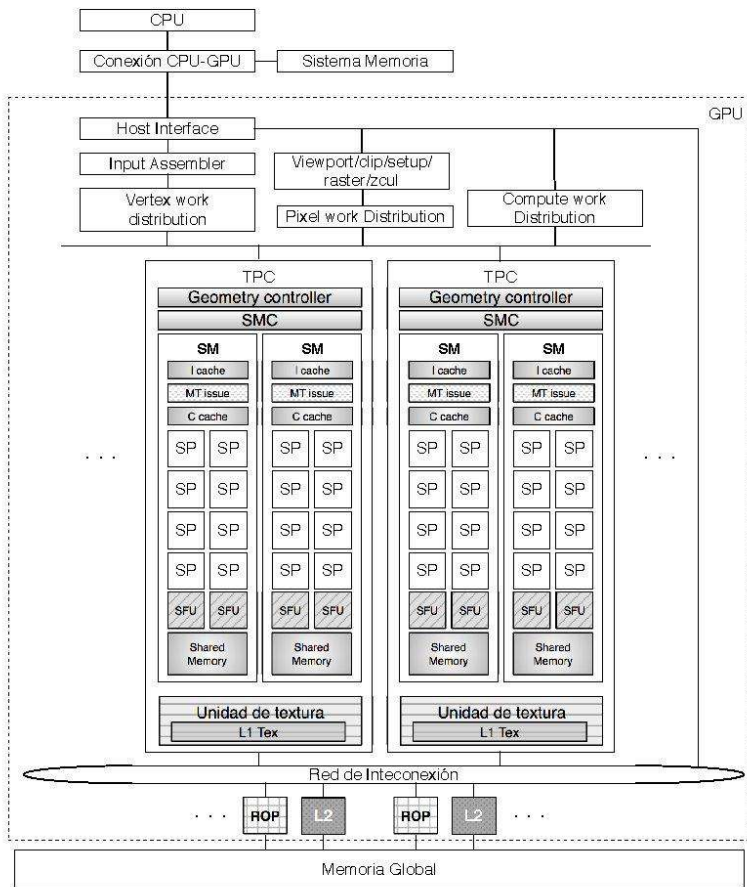 CPU
Conexión CPU-GPU
Sistema Memoria
GPU
Host Interface
Input Assembler
Viewport/clip/setup/
raster/zcul
Vertex work
distribution
Pixel work Distribution
Compute work
Distribution
TPC
Geometry controller
SMC
SM
SM
I cache
I cache
MT issue
MT issue
C cache
C cache
SP SP
SP SP
SP SP
SP SP
SP SP
SP SP
SP SP
SP SP
SFU SFU
SFU SFU
Shared
Memory
Shared
Memory
Unidad de textura
L1 Tex
TPC
Geometry controller
SMC
SM
SM
I cache
I cache
MT issue
MT issue
C cache
C cache
SP SP
SP SP
SP SP
SP SP
SP SP
SP SP
SP SP
SP SP
SFU SFU
SFU SFU
Shared
Memory
Shared
Memory
Unidad de textura
L1 Tex
. . .
. . .
Red de Inteconexión
. . . ROP L2 ROP L2 . . .
Memoria Global